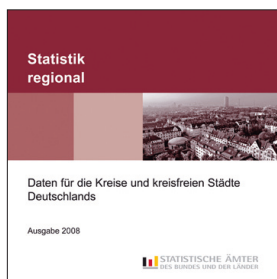 Statistik
regional
Daten für die Kreise und kreisfreien Städte
Deutschlands
Ausgabe 2008
STATISTISCHE ÄMTER
DES BUNDES UND DER LÄNDER